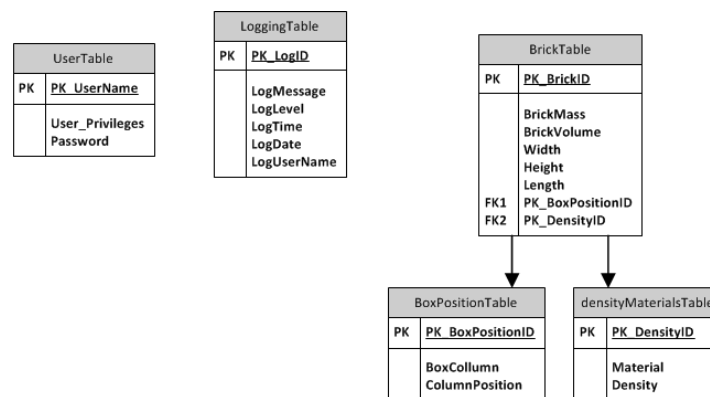 UserTable
PK PK_UserName
User_Privileges
Password
LoggingTable
PK PK_LogID
LogMessage
LogLevel
LogTime
LogDate
LogUserName
BrickTable
PK PK_BrickID
BrickMass
BrickVolume
Width
Height
Length
FK1 PK_BoxPositionID
FK2 PK_DensityID
BoxPositionTable
PK PK_BoxPositionID
BoxCollumn
ColumnPosition
densityMaterialsTable
PK PK_DensityID
Material
Density